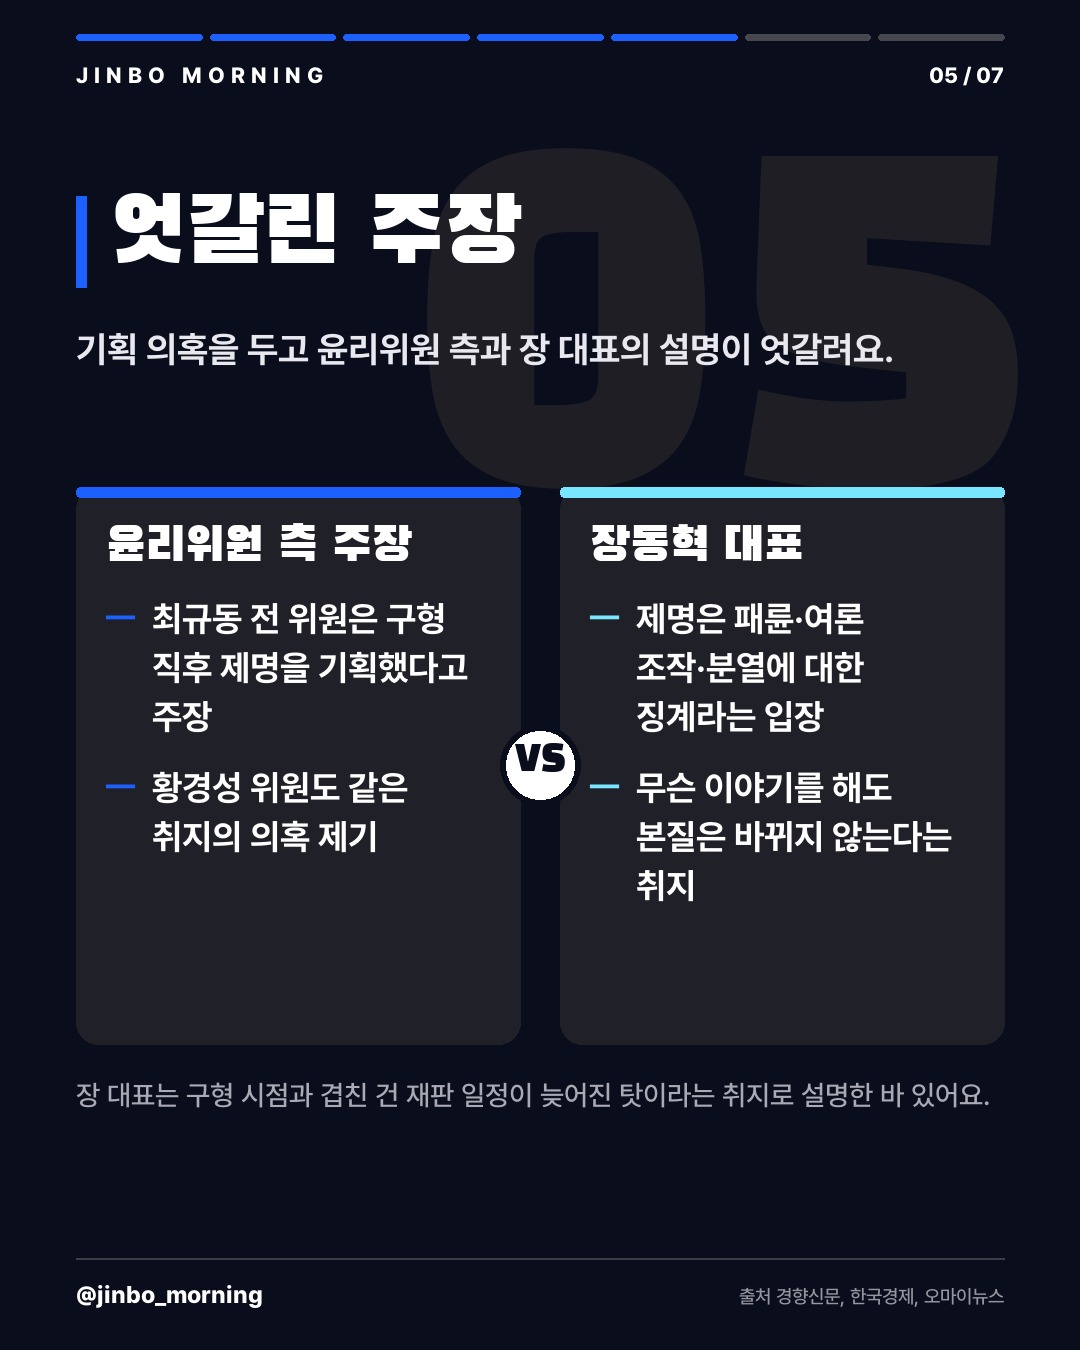 JINBO MORNING
05 / 07
05
엇갈린 주장
기획 의혹을 두고 윤리위원 측과 장 대표의 설명이 엇갈려요.
윤리위원 측 주장
최규동 전 위원은 구형
직후 제명을 기획했다고
주장
황경성 위원도 같은
취지의 의혹 제기
VS
장동혁 대표
제명은 패륜·여론
조작·분열에 대한
징계라는 입장
무슨 이야기를 해도
본질은 바뀌지 않는다는
취지
장 대표는 구형 시점과 겹친 건 재판 일정이 늦어진 탓이라는 취지로 설명한 바 있어요.
@jinbo_morning
출처 경향신문, 한국경제, 오마이뉴스